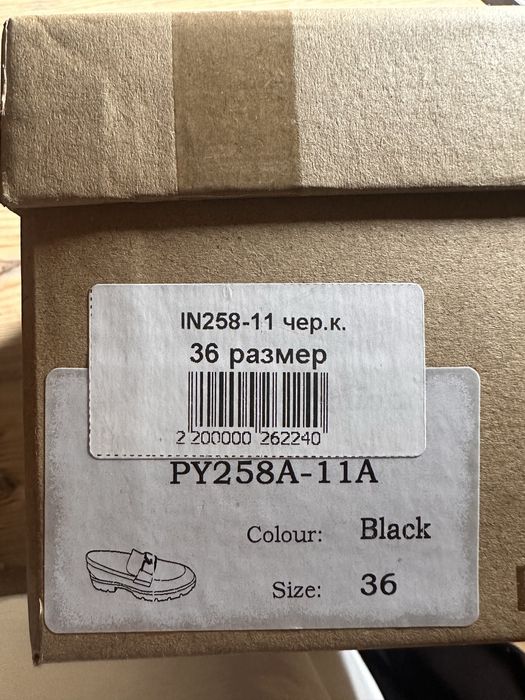 IN258-11 чер.к.
36 размер
2 200000 262240
PY258A-11A
Colour: Black
Size: 36